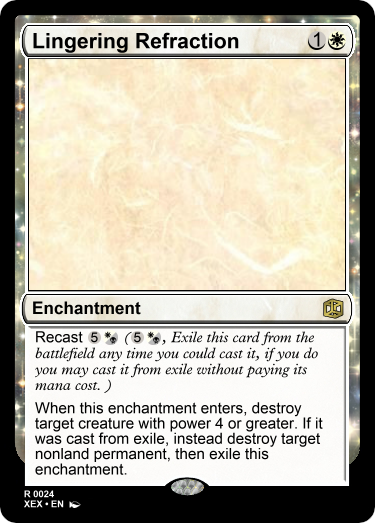 Lingering Refraction 1
Enchantment
Recast 5 (5, Exile this card from the
battlefield any time you could cast it, if you do
you may cast it from exile without paying its
mana cost. )
When this enchantment enters, destroy
target creature with power 4 or greater. If it
was cast from exile, instead destroy target
nonland permanent, then exile this
enchantment.
R 0024
XEX • EN